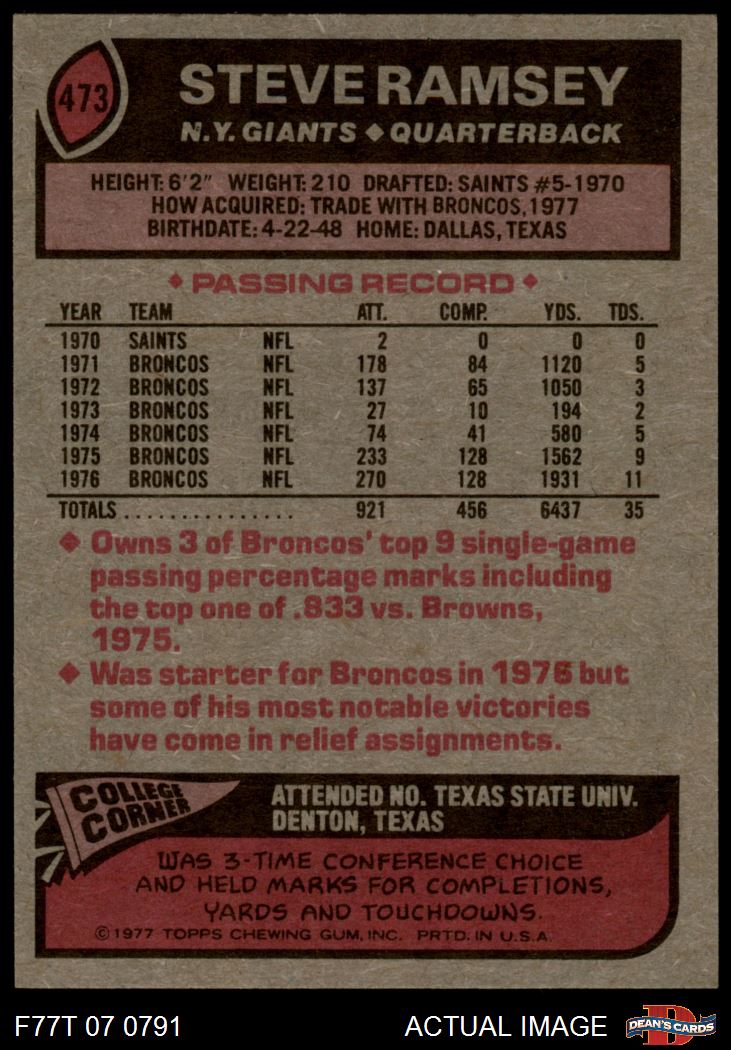 473
STEVE RAMSEY
N.Y. GIANTS ◆ QUARTERBACK
HEIGHT: 6'2" WEIGHT: 210 DRAFTED: SAINTS #5-1970
HOW ACQUIRED: TRADE WITH BRONCOS, 1977
BIRTHDATE: 4-22-48 HOME: DALLAS, TEXAS
◆ PASSING RECORD ◆
YEAR TEAM ATT. COMP. YDS. TDS.
1970 SAINTS NFL 2 0 0 0
1971 BRONCOS NFL 178 84 1120 5
1972 BRONCOS NFL 137 65 1050 3
1973 BRONCOS NFL 27 10 194 2
1974 BRONCOS NFL 74 41 580 5
1975 BRONCOS NFL 233 128 1562 9
1976 BRONCOS NFL 270 128 1931 11
TOTALS ............... 921 456 6437 35
◆ Owns 3 of Broncos' top 9 single-game
passing percentage marks including
the top one of .833 vs. Browns,
1975.
◆ Was starter for Broncos in 1976 but
some of his most notable victories
have come in relief assignments.
COLLEGE
CORNER
ATTENDED NO. TEXAS STATE UNIV.
DENTON, TEXAS
WAS 3-TIME CONFERENCE CHOICE
AND HELD MARKS FOR COMPLETIONS,
YARDS AND TOUCHDOWNS.
© 1977 TOPPS CHEWING GUM, INC. PRTD. IN U.S.A.
F77T 07 0791
ACTUAL IMAGE
D
DEAN'S CARDS